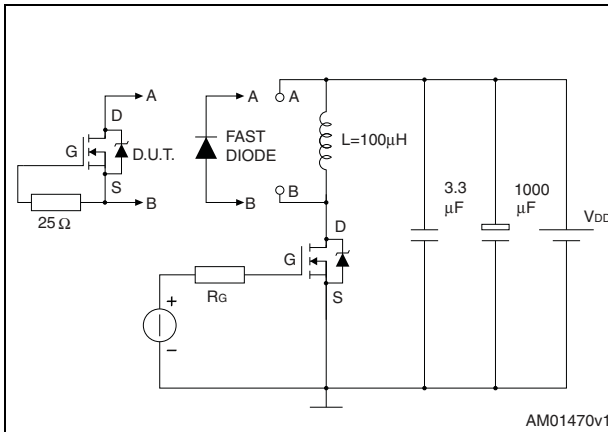 A A A
D
G D.U.T. FAST
DIODE L=100µH
S B B B
25 Ω D
3.3
µF 1000
µF VDD
G
RG S
+
–
AM01470v1